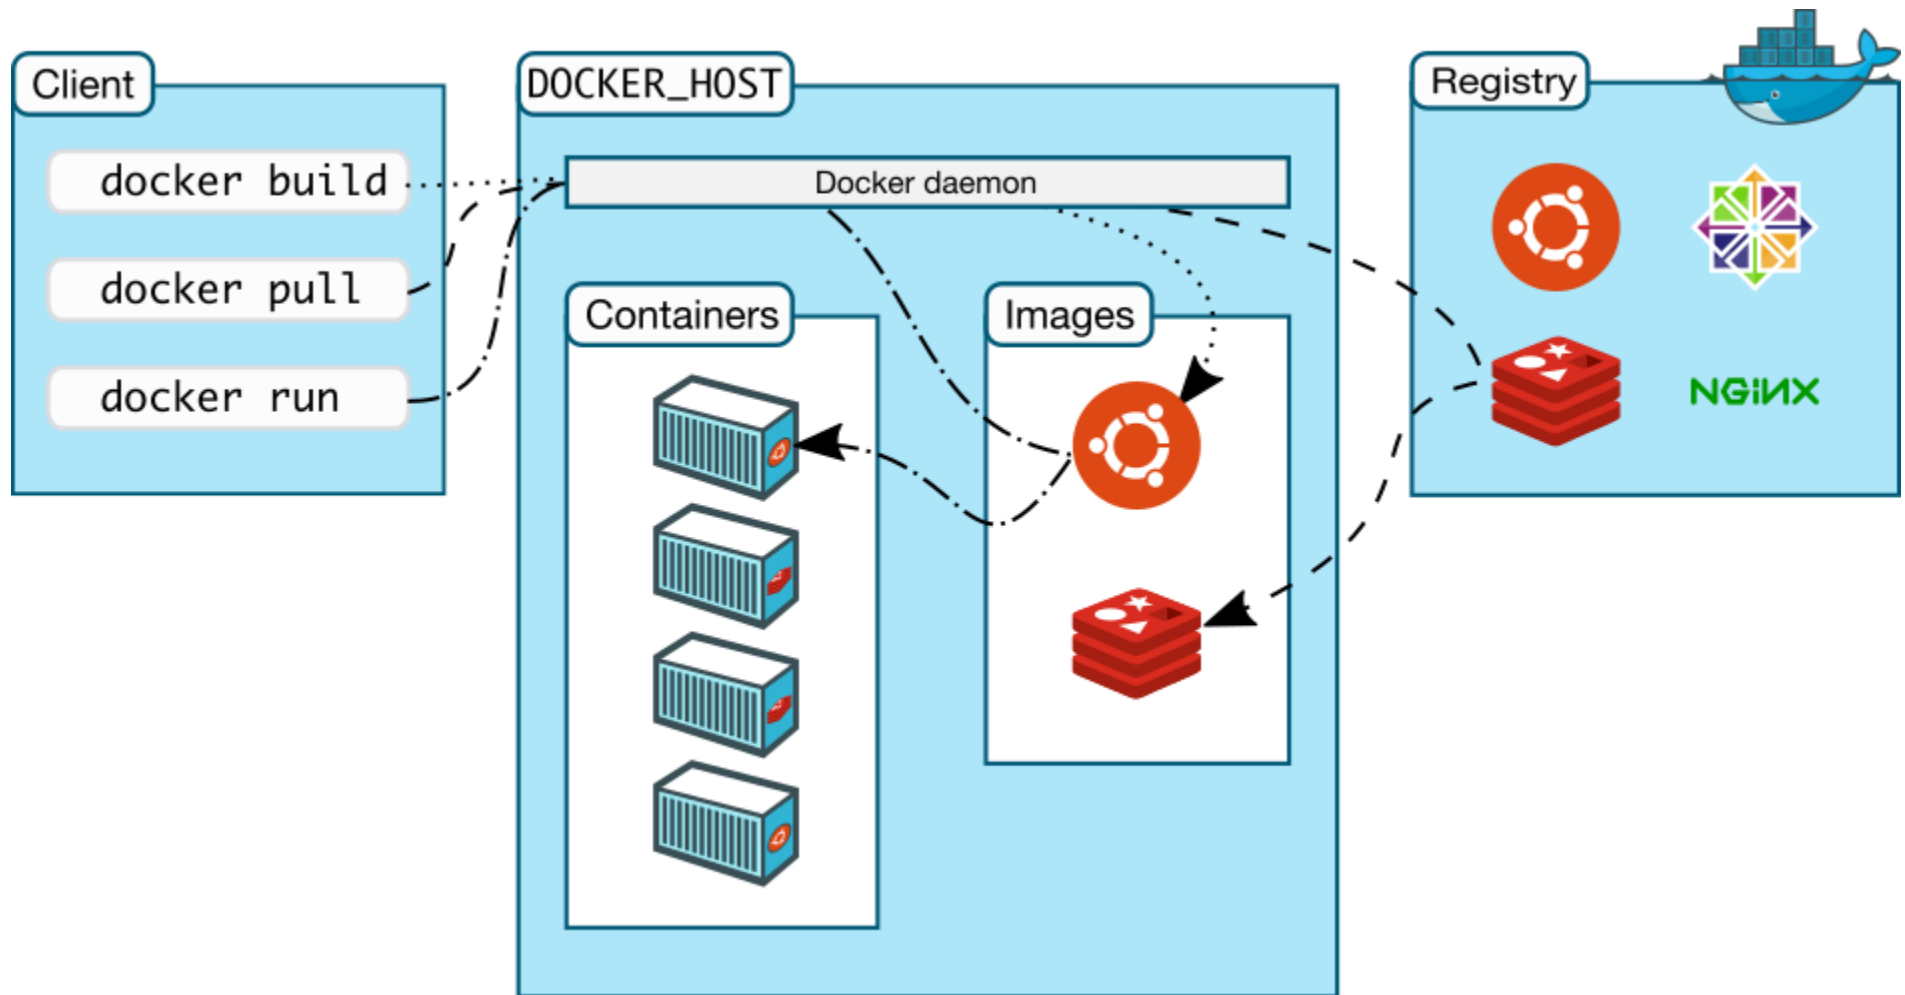 Client
docker build
docker pull
docker run
DOCKER_HOST
Docker daemon
Containers
Images
Registry
NGiNX